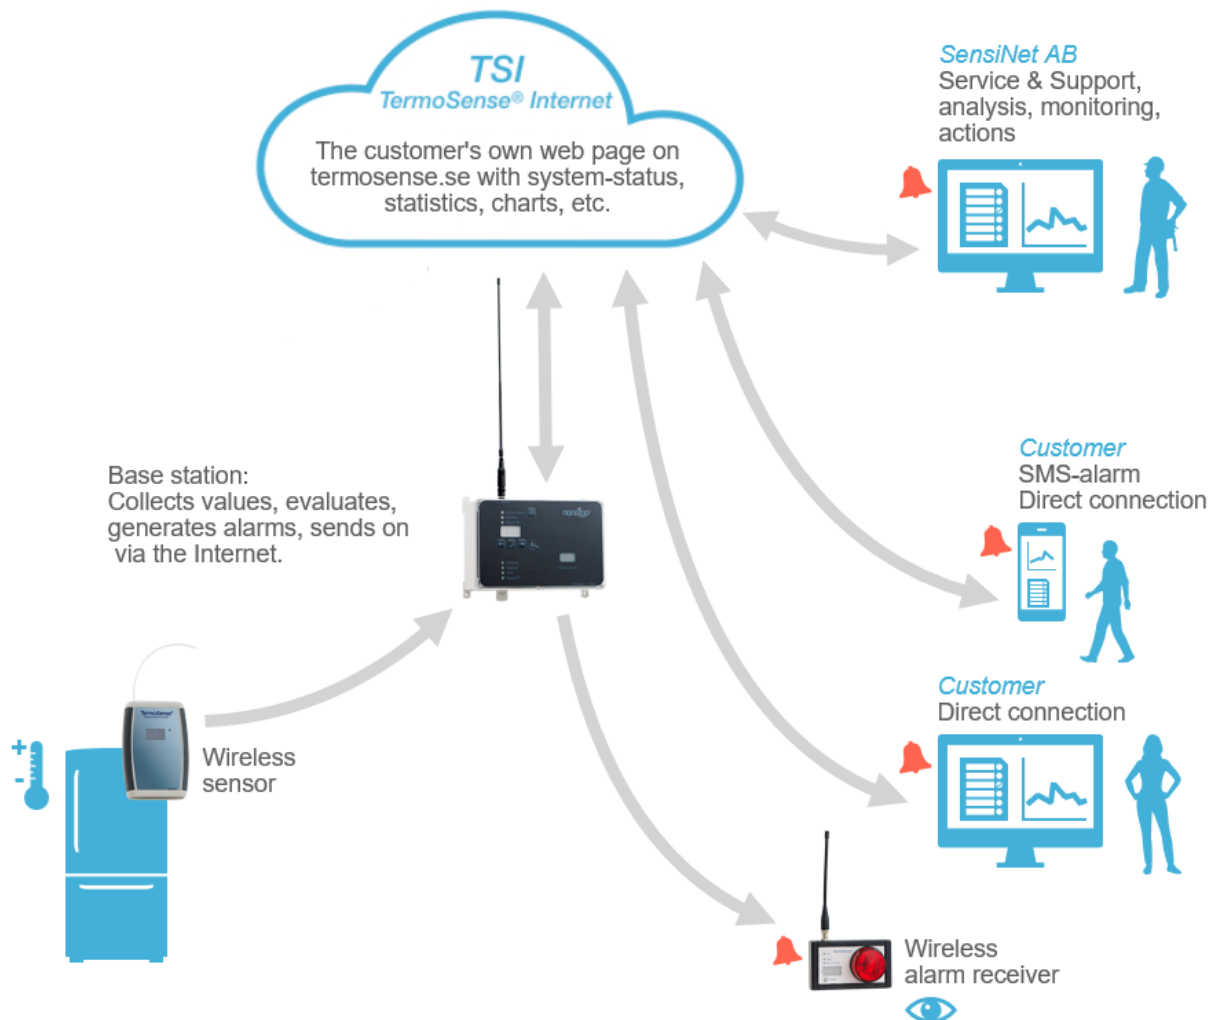 TSI
TermoSense® Internet
The customer's own web page on
termosense.se with system-status,
statistics, charts, etc.
SensiNet AB
Service & Support,
analysis, monitoring,
actions
Base station:
Collects values, evaluates,
generates alarms, sends on
via the Internet.
Customer
SMS-alarm
Direct connection
Customer
Direct connection
TermoSense®
Wireless
sensor
Wireless
alarm receiver